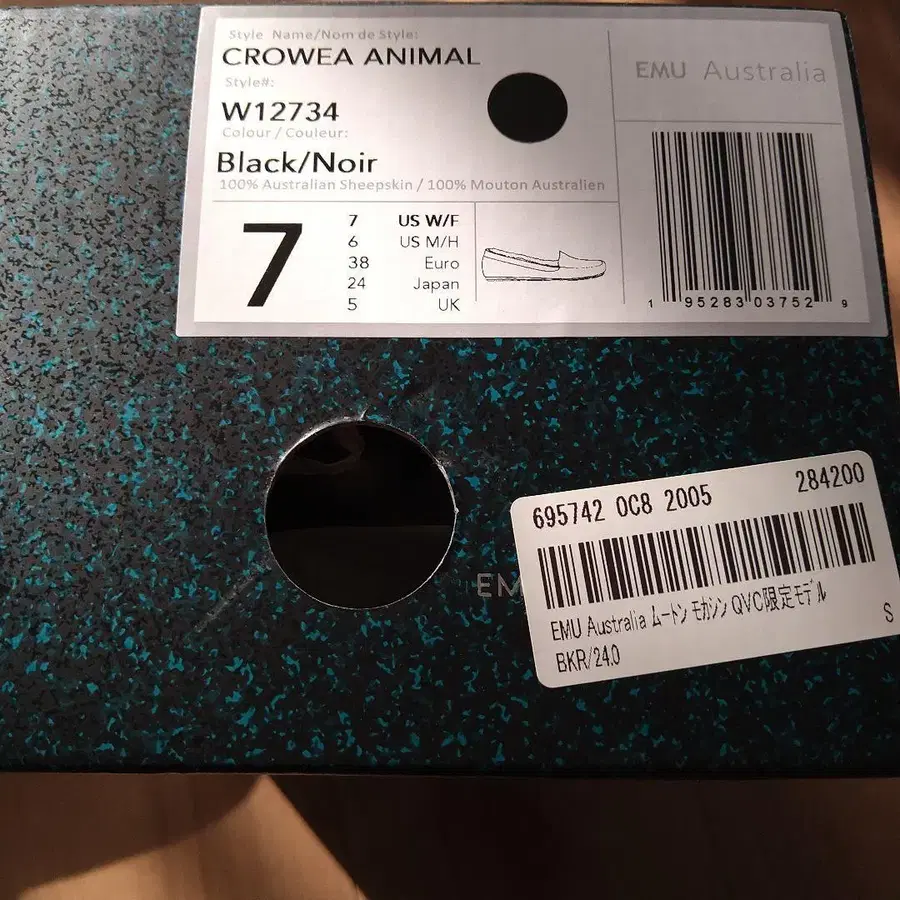 Style Name/Nom de Style:
CROWEA ANIMAL
Style#:
W12734
Colour / Couleur:
Black/Noir
100% Australian Sheepskin / 100% Mouton Australien
EMU Australia
7
7 US W/F
6 US M/H
38 Euro
24 Japan
5 UK
1 95283 03752 9
EM
695742 0C8 2005 284200
EMU Australia ムートン モカシン QVC限定モデル
BKR/24.0 S